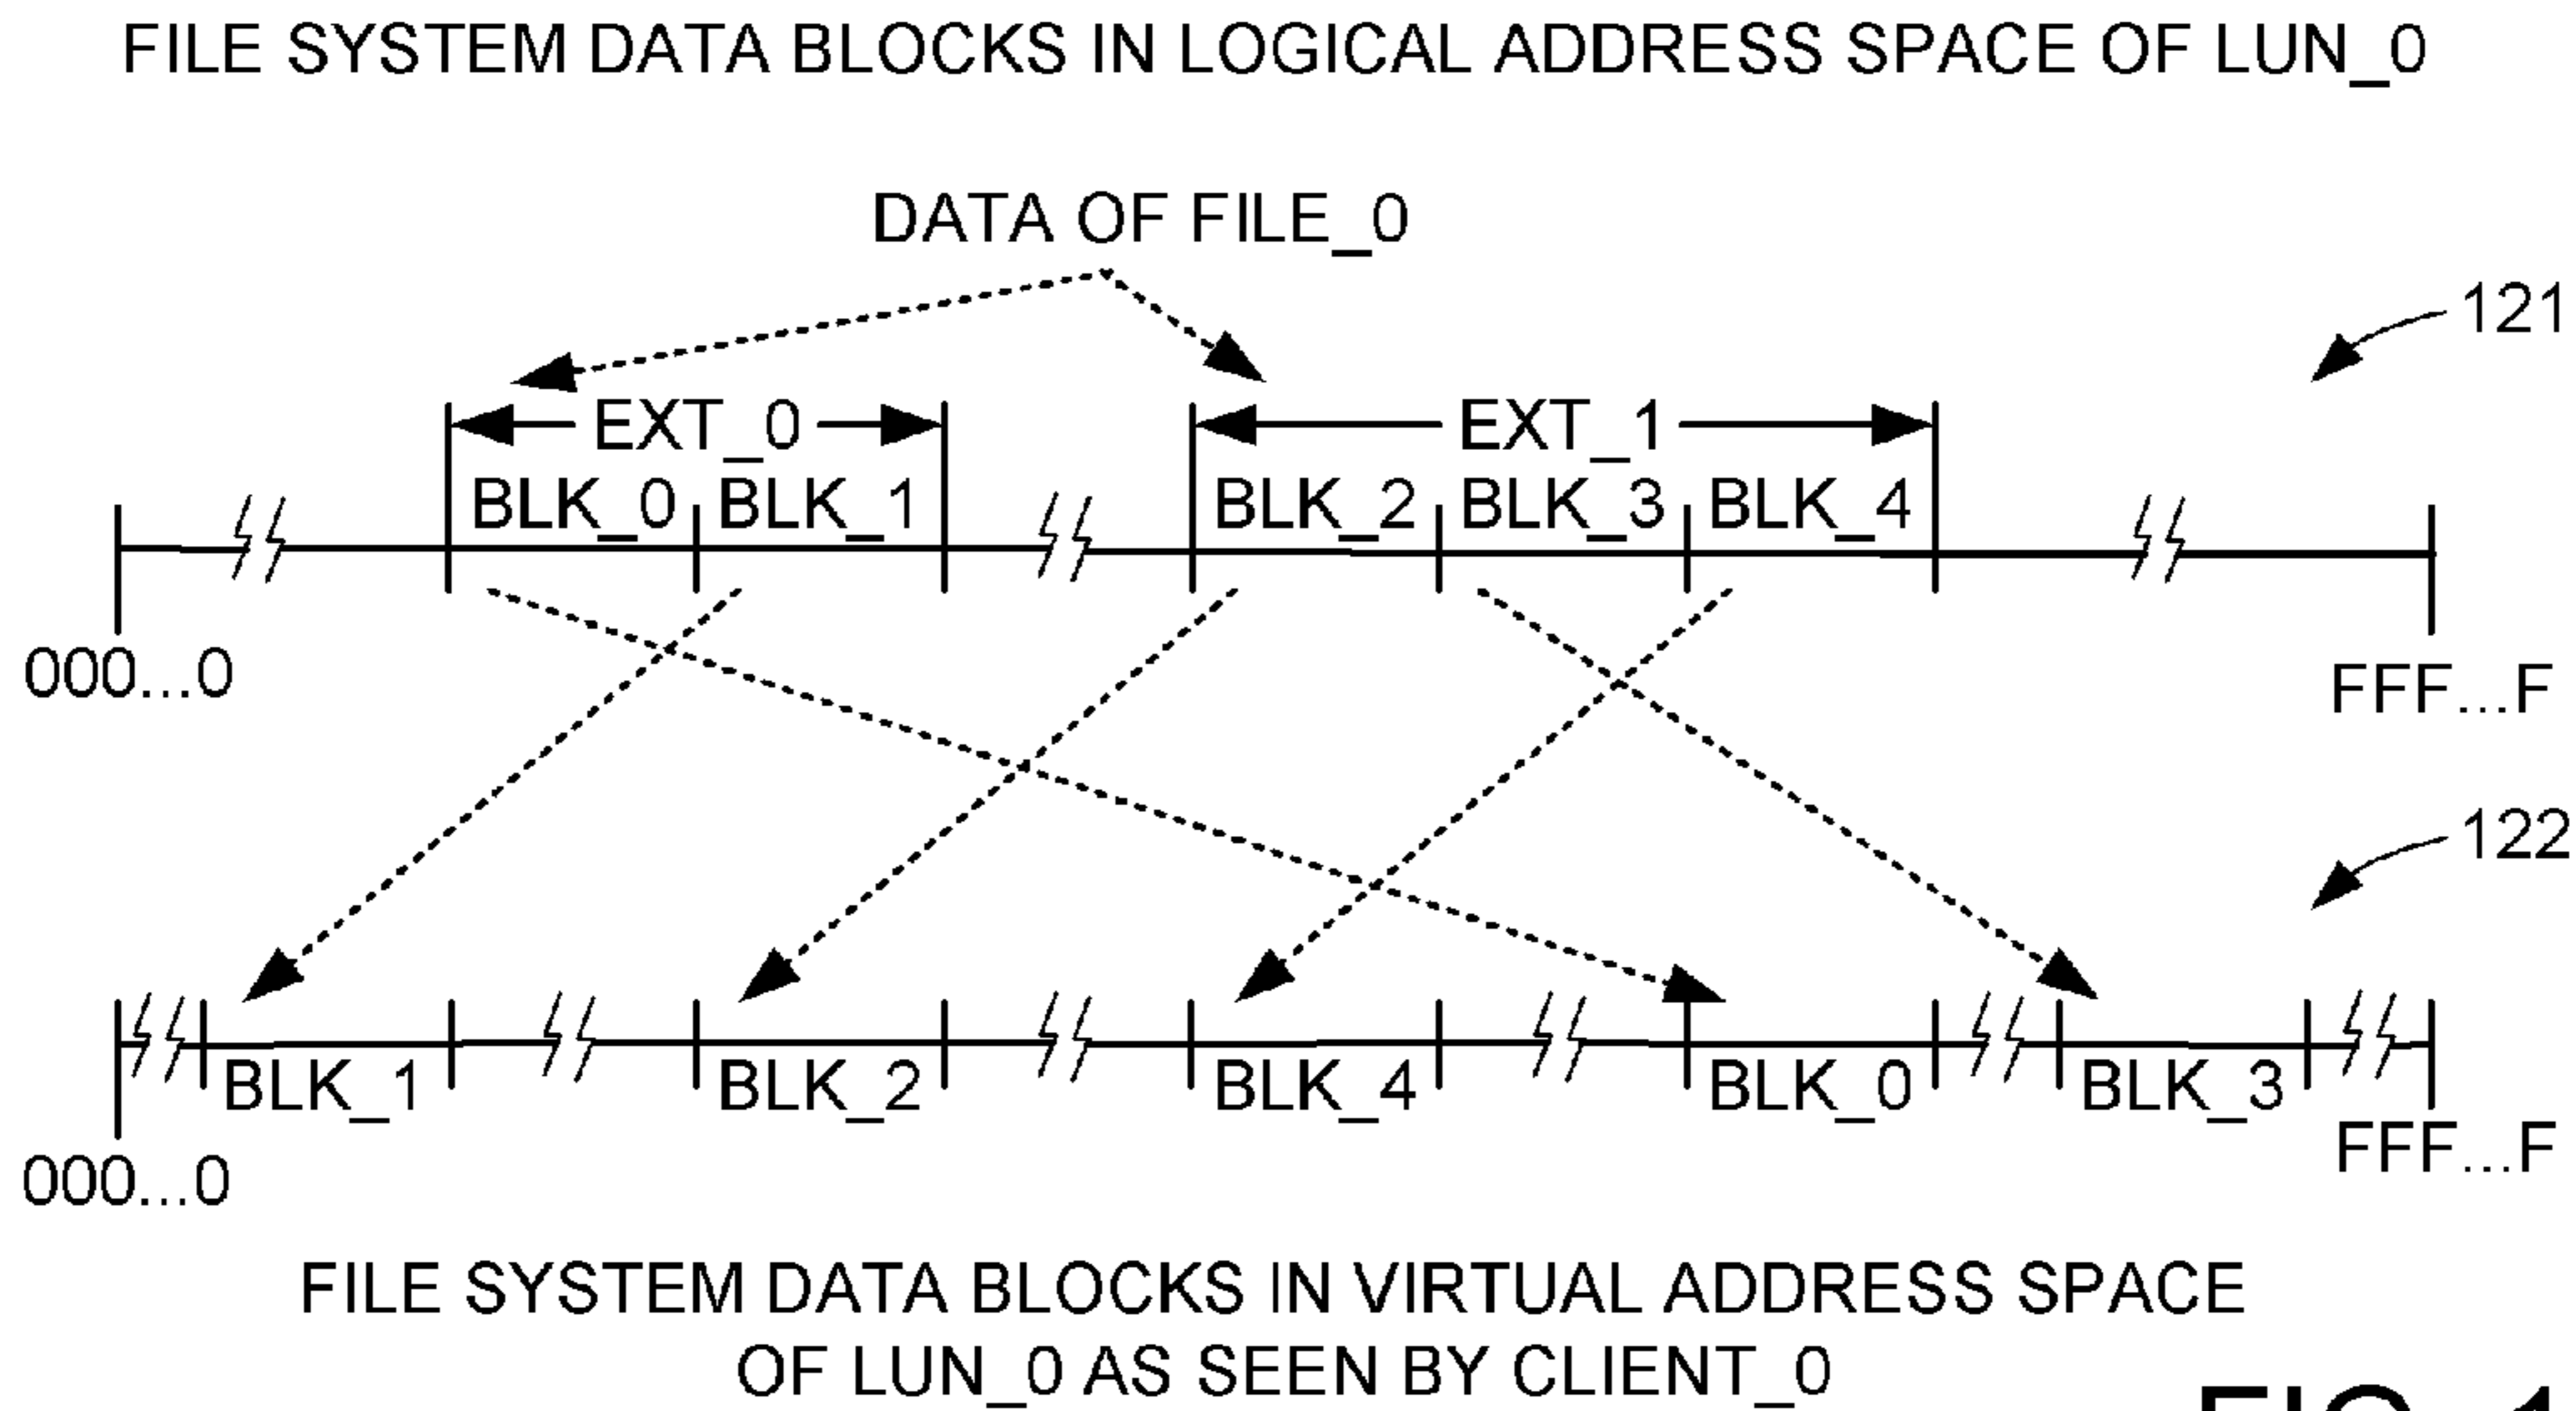 FILE SYSTEM DATA BLOCKS IN LOGICAL ADDRESS SPACE OF LUN_0
DATA OF FILE_0
121
EXT_0 EXT_1
BLK_0 BLK_1 BLK_2 BLK_3 BLK_4
000...0 FFF...F
122
BLK_1 BLK_2 BLK_4 BLK_0 BLK_3
000...0 FFF...F
FILE SYSTEM DATA BLOCKS IN VIRTUAL ADDRESS SPACE
OF LUN_0 AS SEEN BY CLIENT_0